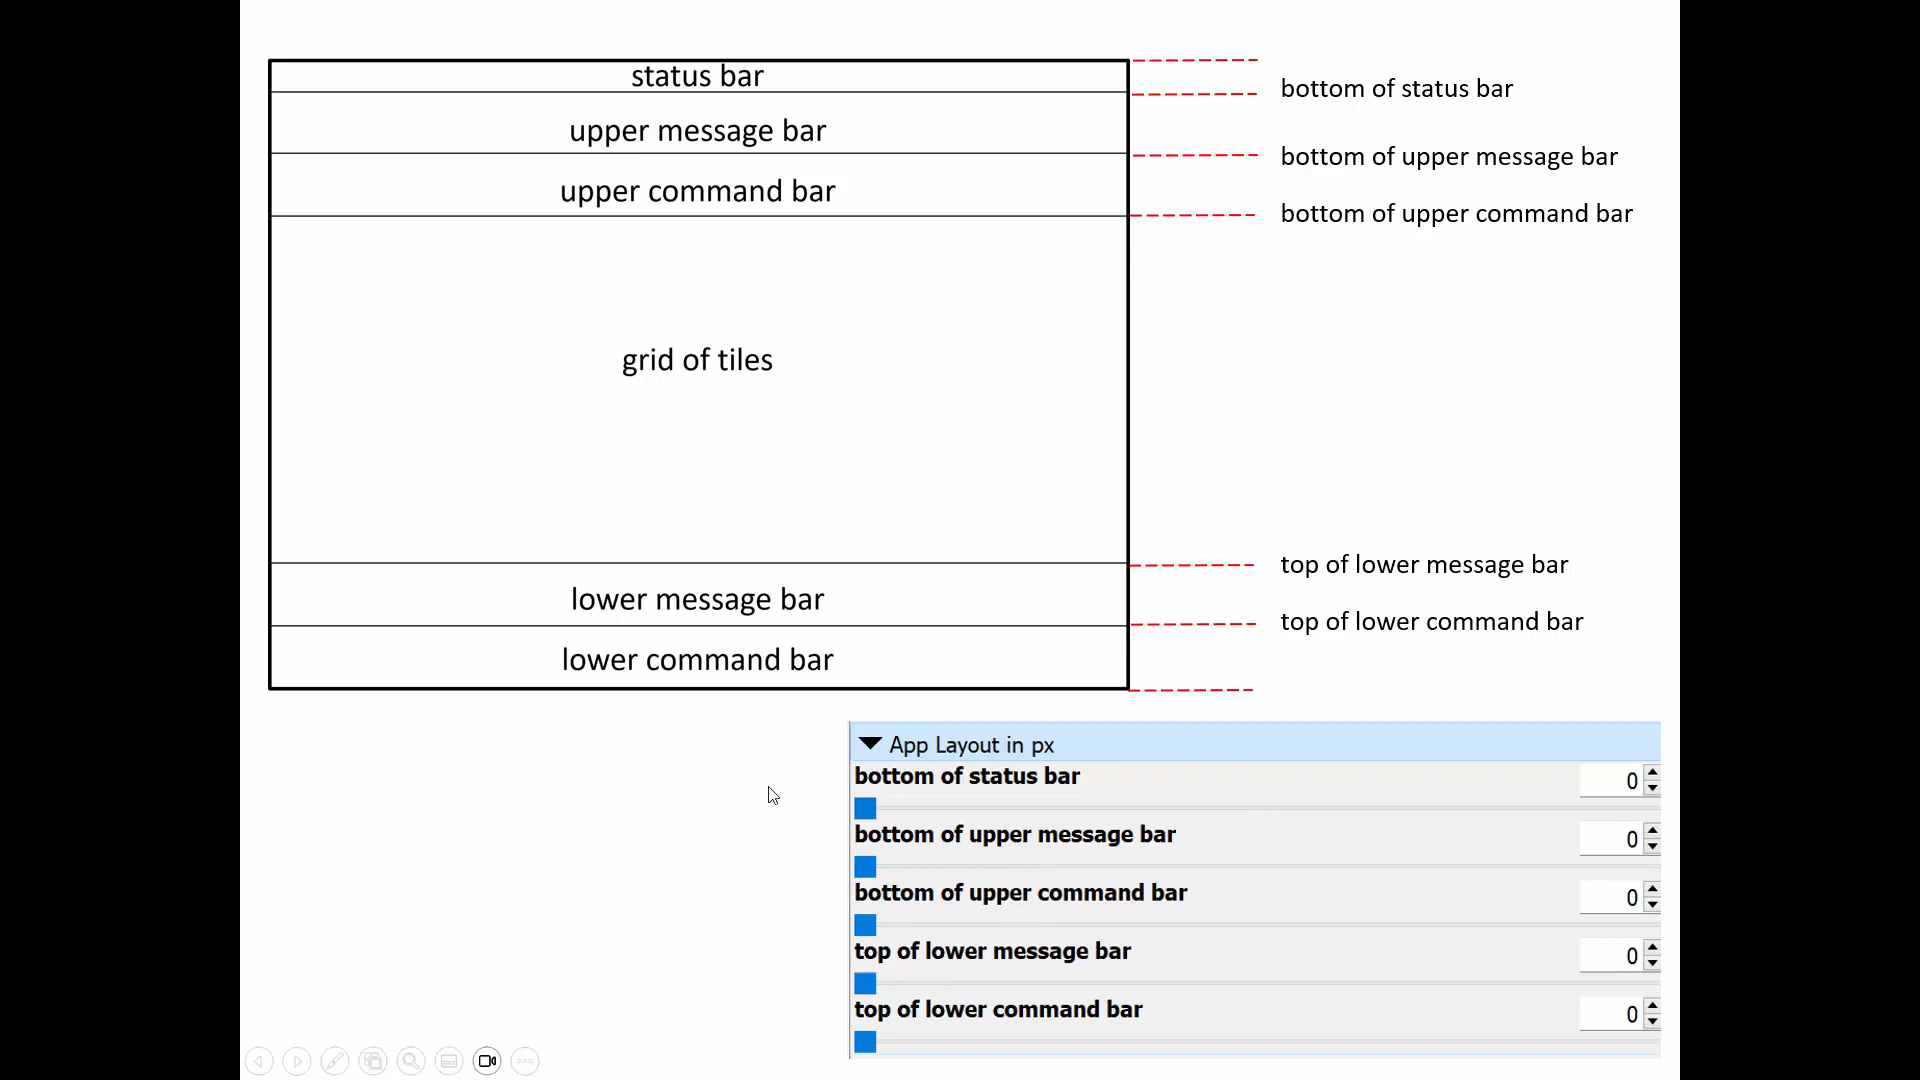 status bar
bottom of status bar
upper message bar
bottom of upper message bar
upper command bar
bottom of upper command bar
grid of tiles
top of lower message bar
lower message bar
top of lower command bar
lower command bar
App Layout in px
bottom of status bar 0
bottom of upper message bar 0
bottom of upper command bar 0
top of lower message bar 0
top of lower command bar 0